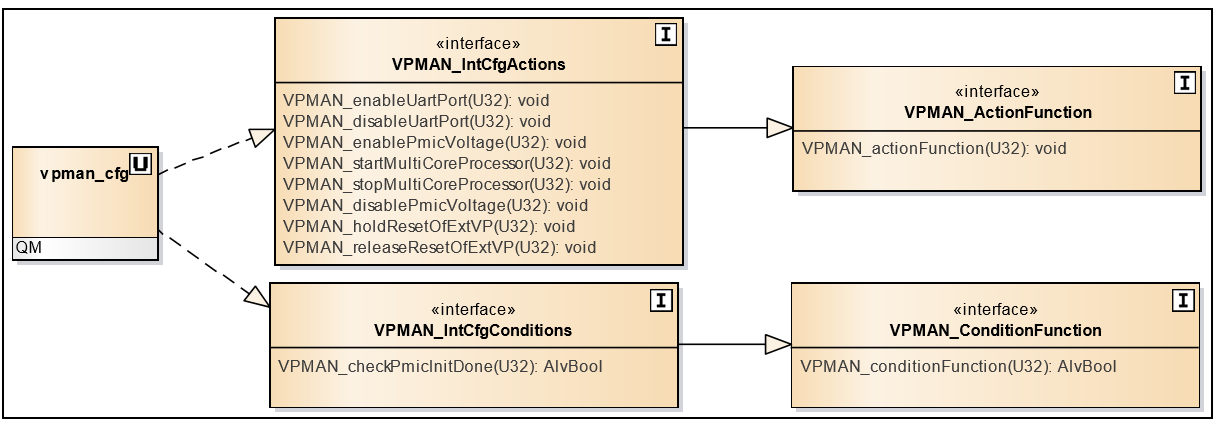 vpman_cfg
U
QM
«interface»
I
VPMAN_IntCfgActions
VPMAN_enableUartPort(U32): void
VPMAN_disableUartPort(U32): void
VPMAN_enablePmicVoltage(U32): void
VPMAN_startMultiCoreProcessor(U32): void
VPMAN_stopMultiCoreProcessor(U32): void
VPMAN_disablePmicVoltage(U32): void
VPMAN_holdResetOfExtVP(U32): void
VPMAN_releaseResetOfExtVP(U32): void
«interface»
I
VPMAN_ActionFunction
VPMAN_actionFunction(U32): void
«interface»
I
VPMAN_IntCfgConditions
VPMAN_checkPmicInitDone(U32): AlvBool
«interface»
I
VPMAN_ConditionFunction
VPMAN_conditionFunction(U32): AlvBool